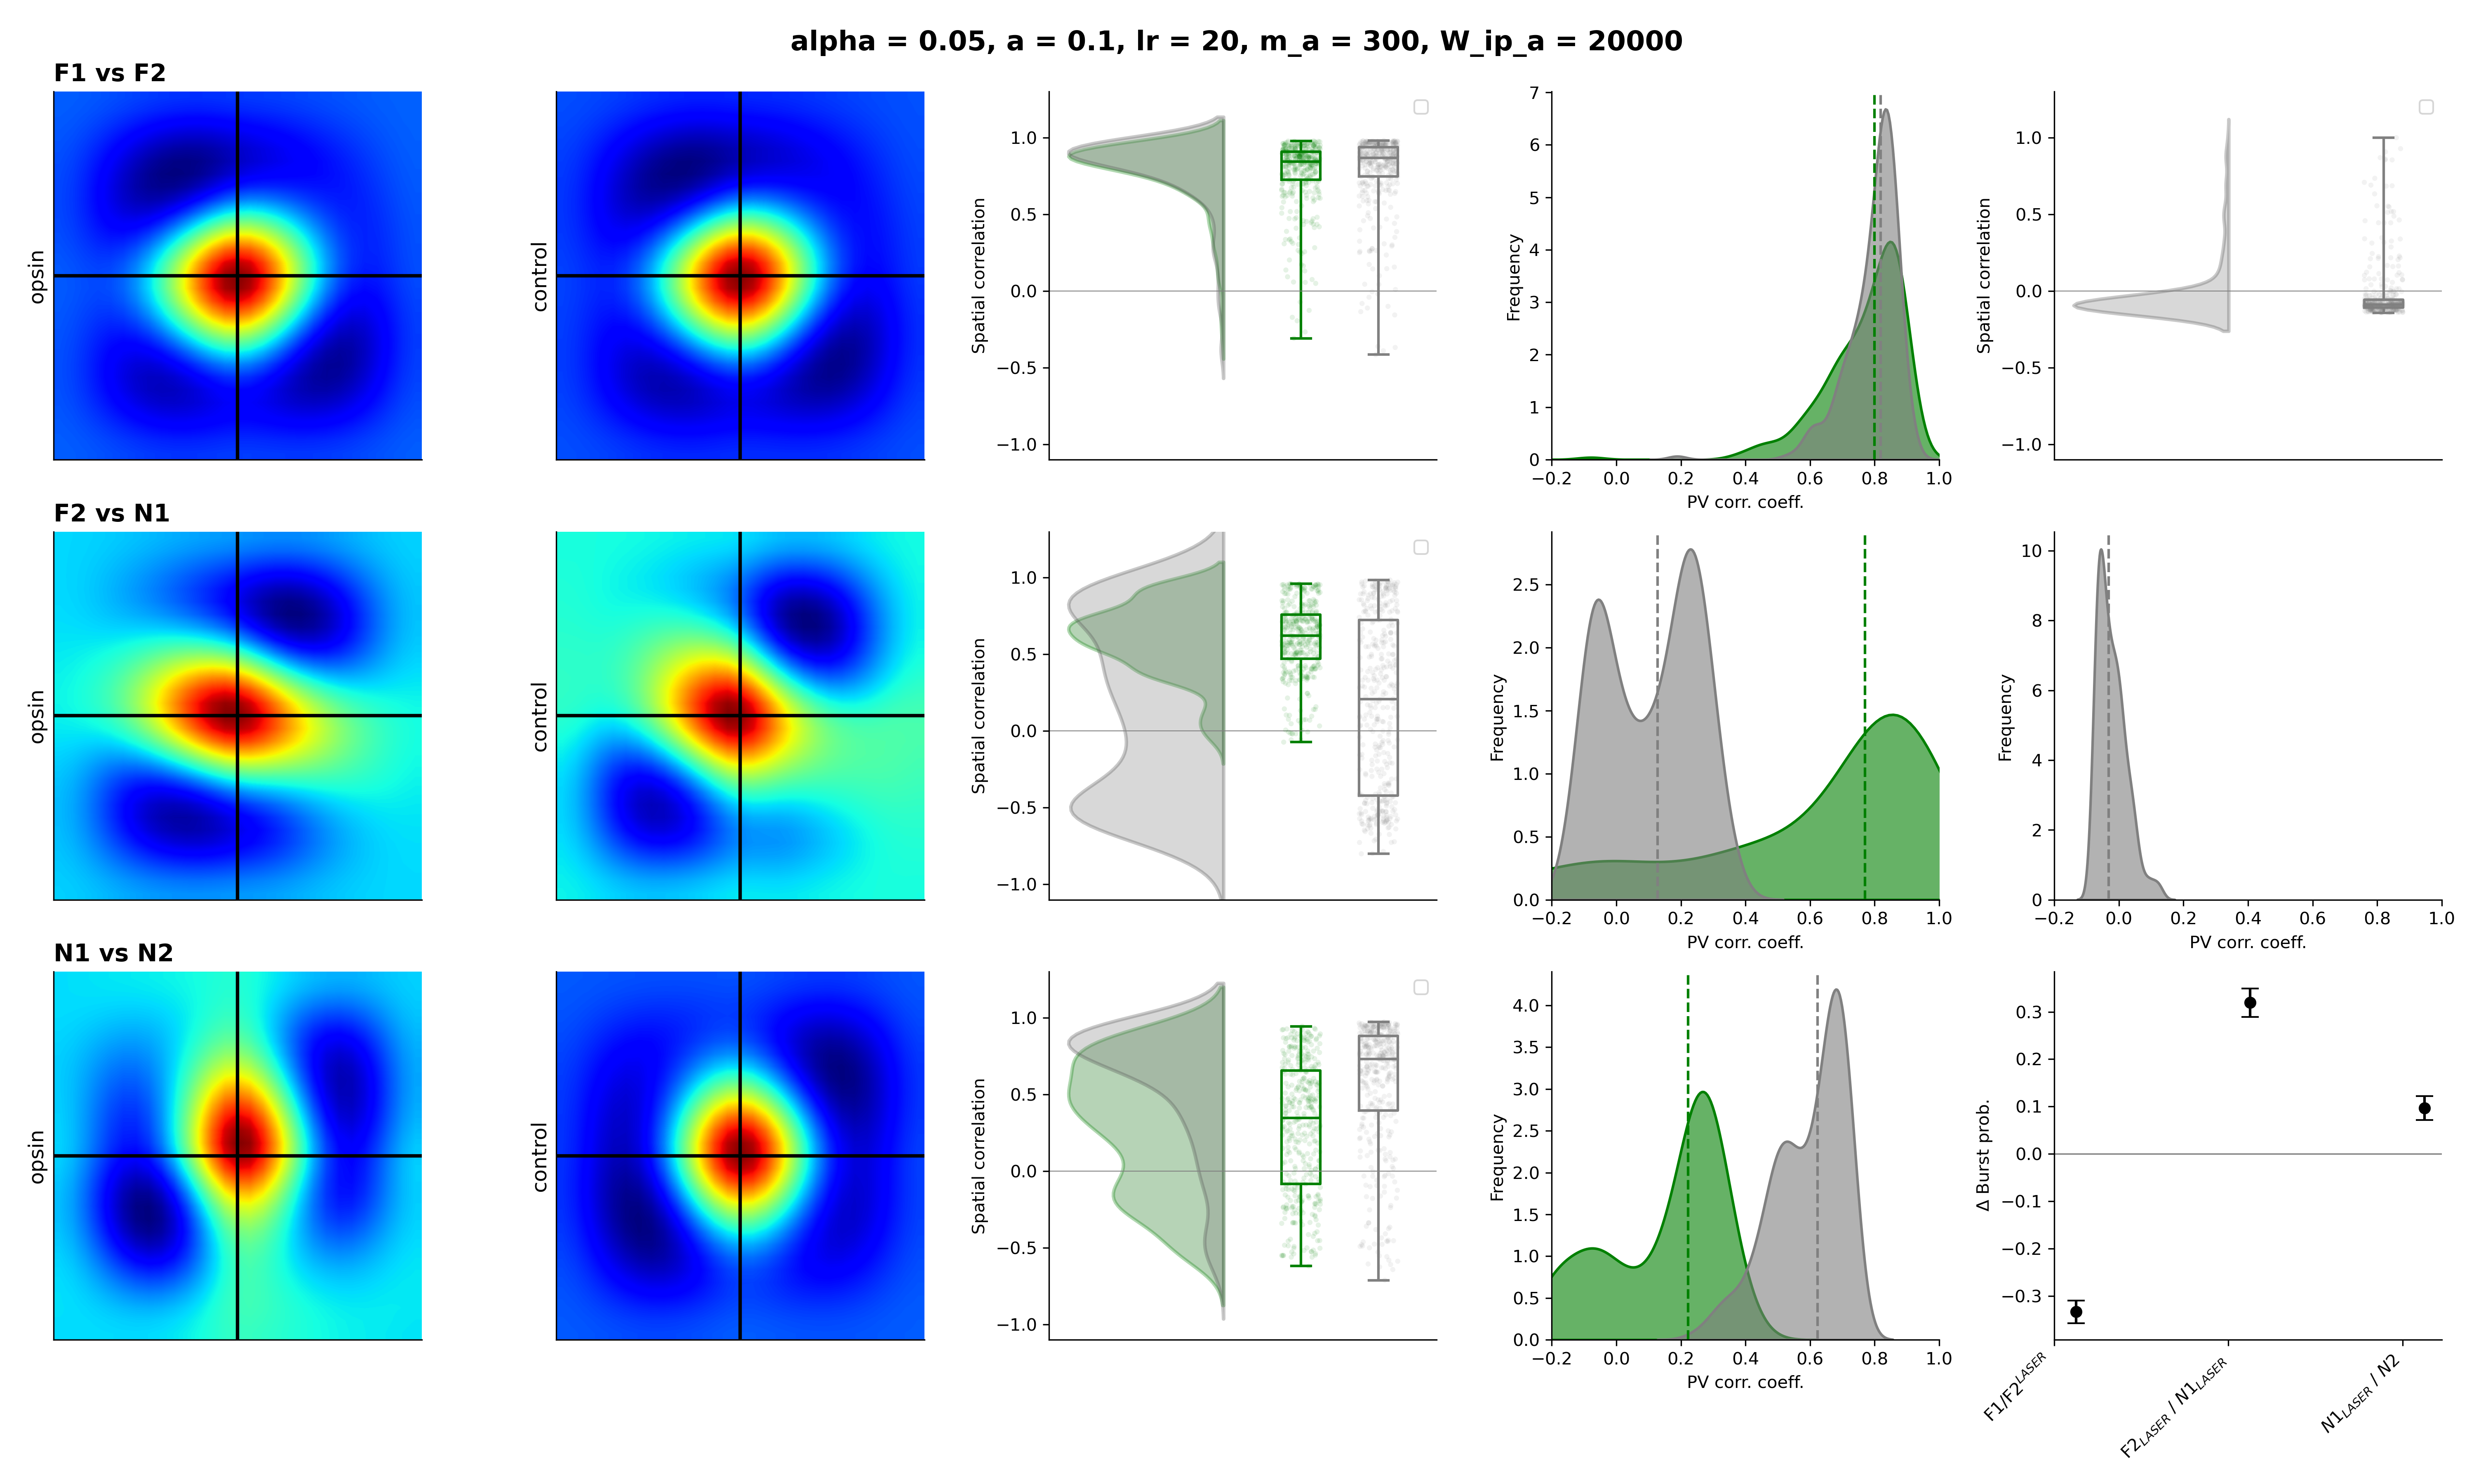 alpha = 0.05, a = 0.1, lr = 20, m_a = 300, W_ip_a = 20000
F1 vs F2
opsin
control
Spatial correlation
1.0
0.5
0.0
−0.5
−1.0
Frequency
7
6
5
4
3
2
1
0
−0.2 0.0 0.2 0.4 0.6 0.8 1.0
PV corr. coeff.
Spatial correlation
1.0
0.5
0.0
−0.5
−1.0
F2 vs N1
opsin
control
Spatial correlation
1.0
0.5
0.0
−0.5
−1.0
Frequency
2.5
2.0
1.5
1.0
0.5
0.0
−0.2 0.0 0.2 0.4 0.6 0.8 1.0
PV corr. coeff.
Frequency
10
8
6
4
2
0
−0.2 0.0 0.2 0.4 0.6 0.8 1.0
PV corr. coeff.
N1 vs N2
opsin
control
Spatial correlation
1.0
0.5
0.0
−0.5
−1.0
Frequency
4.0
3.5
3.0
2.5
2.0
1.5
1.0
0.5
0.0
−0.2 0.0 0.2 0.4 0.6 0.8 1.0
PV corr. coeff.
Δ Burst prob.
0.3
0.2
0.1
0.0
−0.1
−0.2
−0.3
F1/F2^LASER
F2_LASER / N1_LASER
N1_LASER / N2